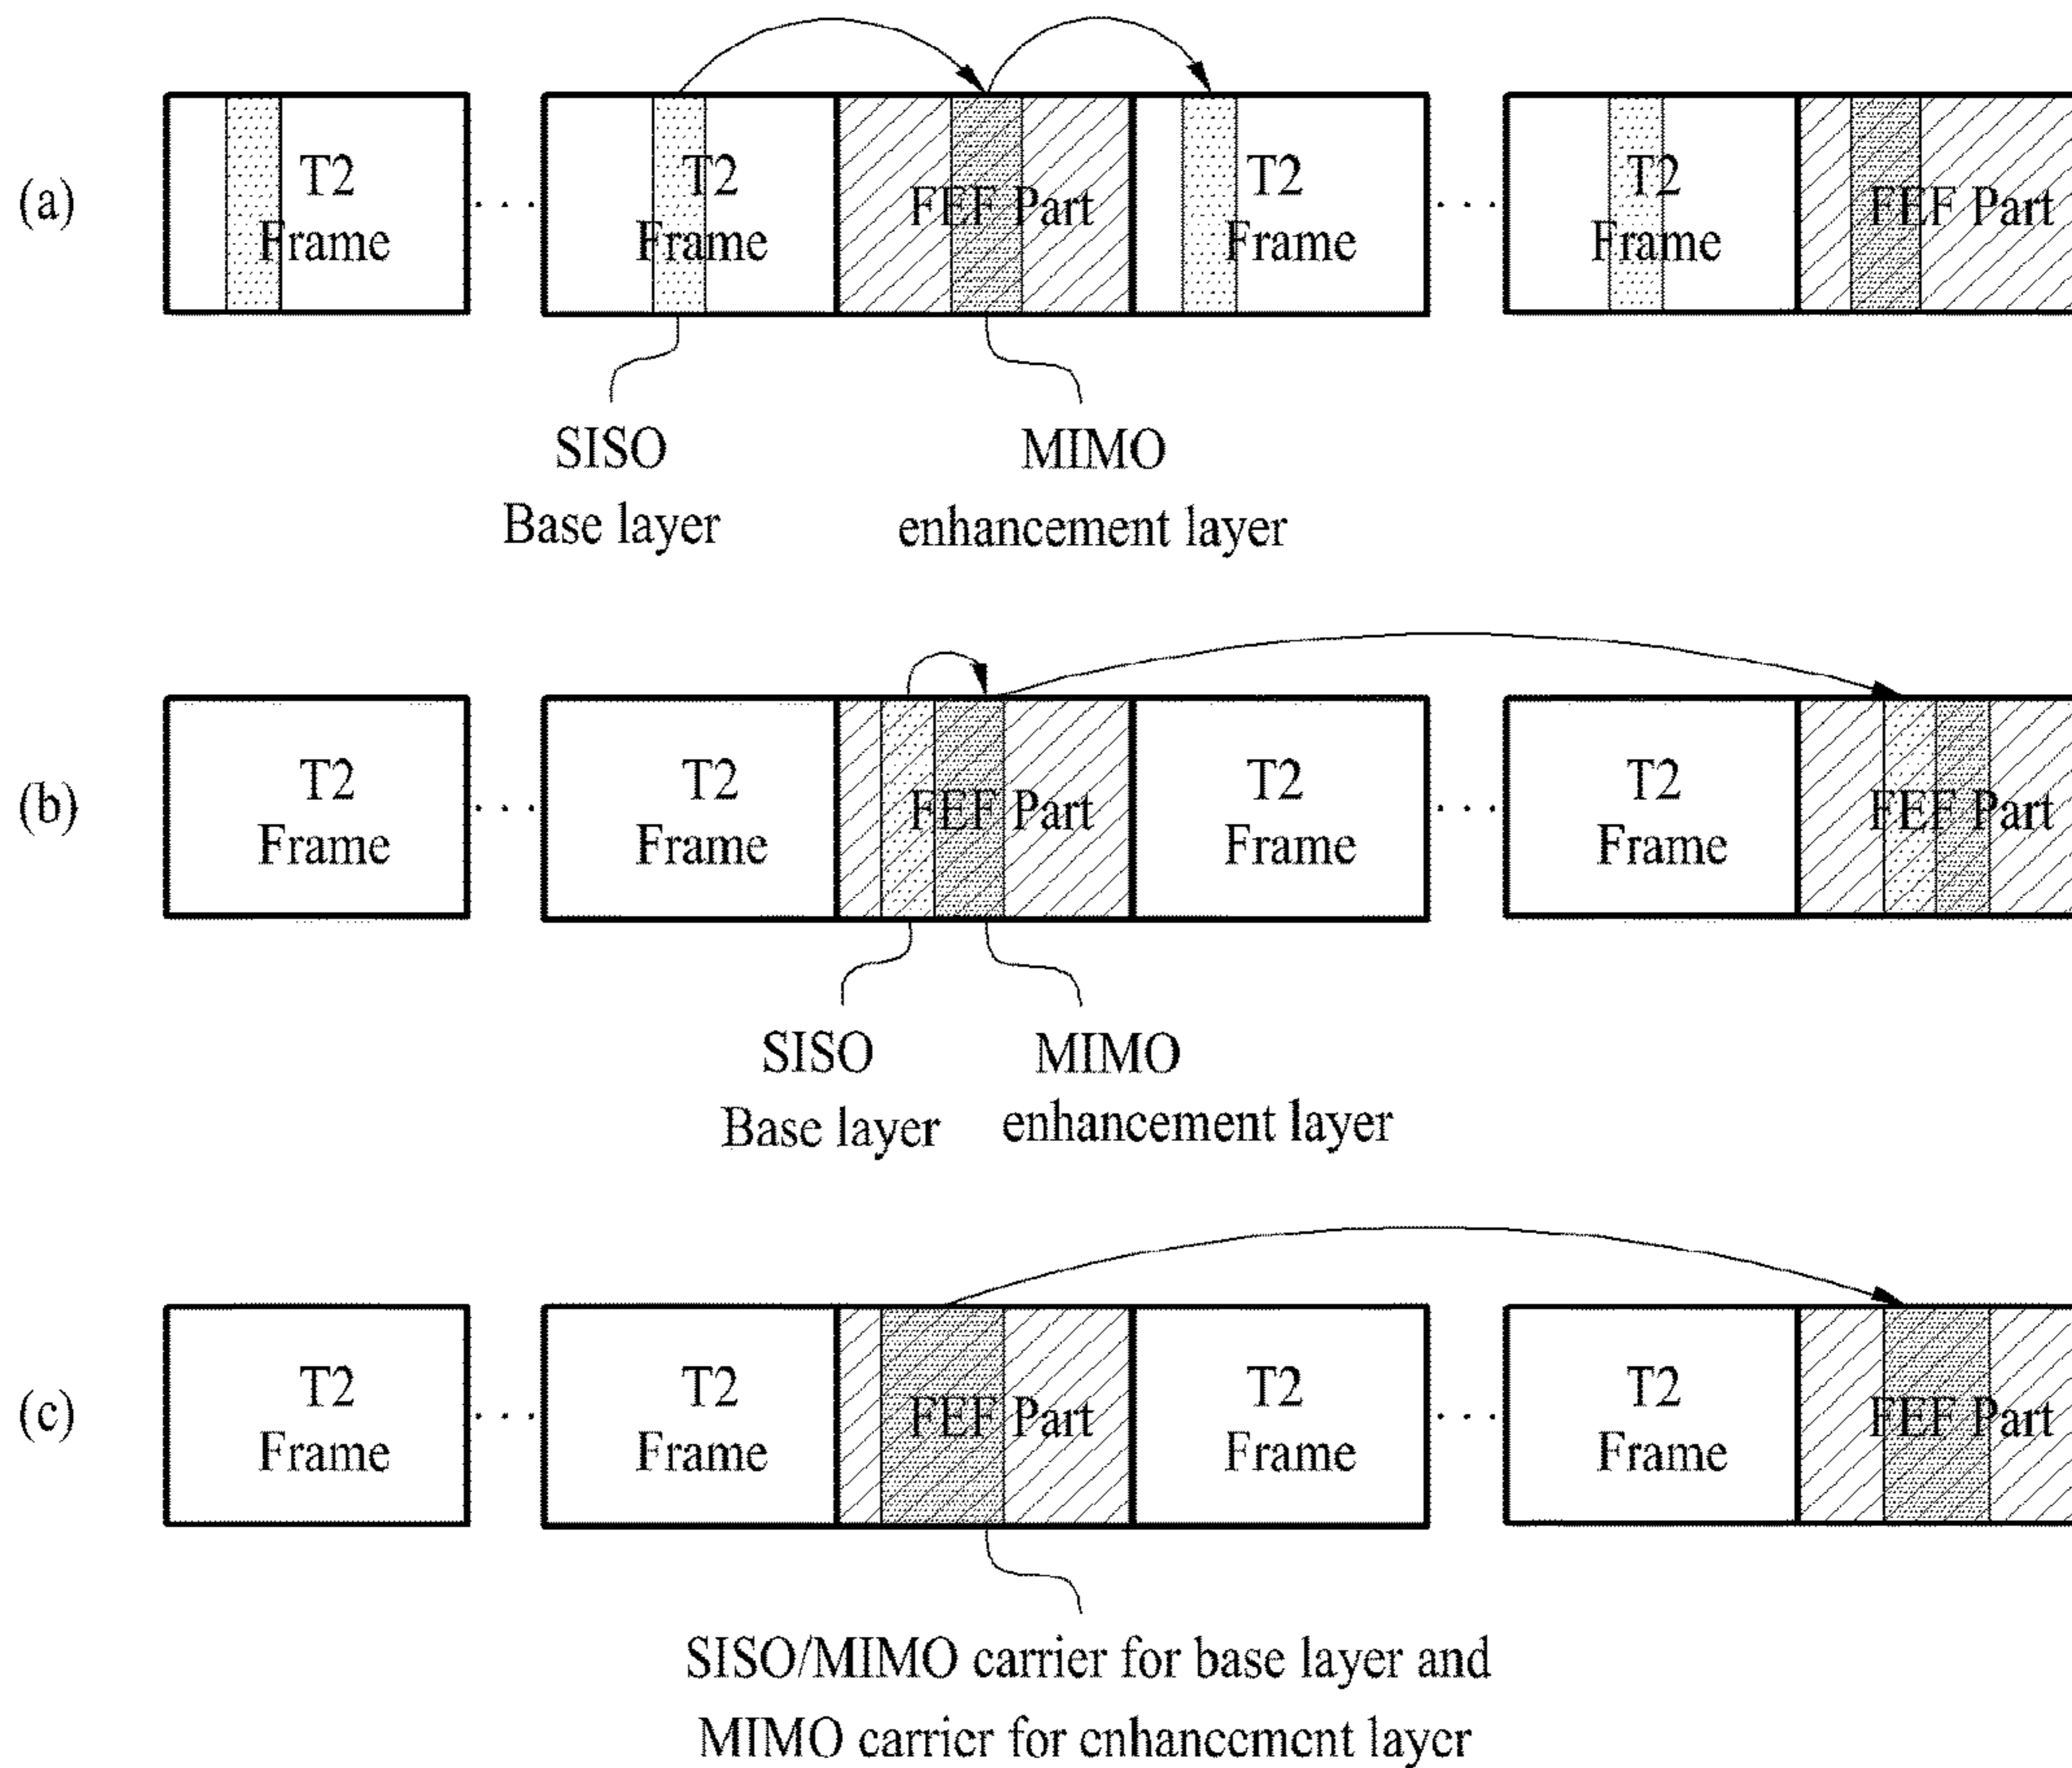 (a)
T2
Frame
. . .
T2
Frame
FEF Part
T2
Frame
. . .
T2
Frame
FEF Part
SISO
Base layer
MIMO
enhancement layer
(b)
T2
Frame
. . .
T2
Frame
FEF Part
T2
Frame
. . .
T2
Frame
FEF Part
SISO
Base layer
MIMO
enhancement layer
(c)
T2
Frame
. . .
T2
Frame
FEF Part
T2
Frame
. . .
T2
Frame
FEF Part
SISO/MIMO carrier for base layer and
MIMO carrier for enhancement layer